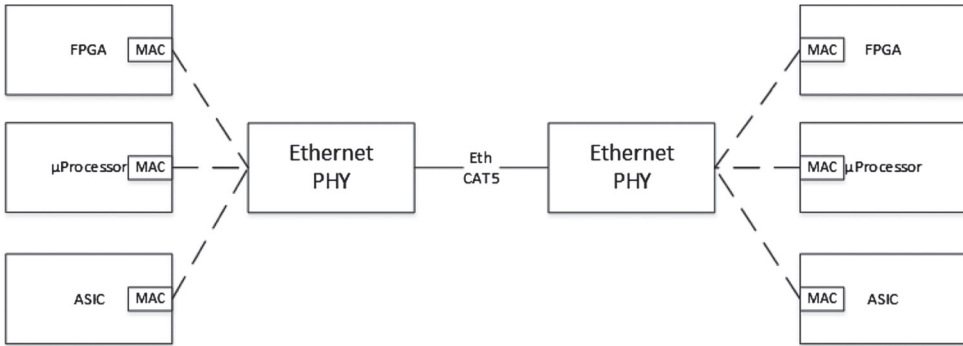 FPGA
MAC
MAC
FPGA
µProcessor
MAC
Ethernet
PHY
Eth
CAT5
Ethernet
PHY
MAC
µProcessor
ASIC
MAC
MAC
ASIC